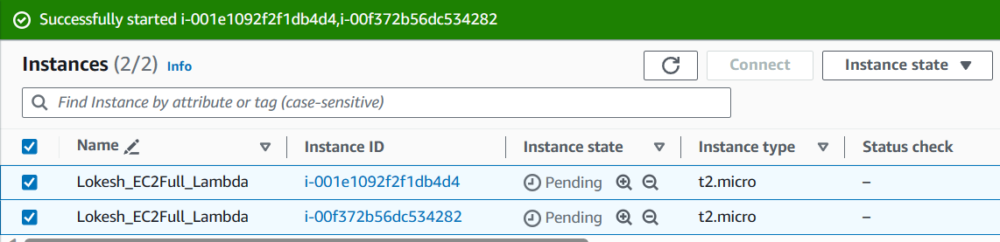 Successfully started i-001e1092f2f1db4d4,i-00f372b56dc534282
Instances (2/2) Info Connect Instance state
Find Instance by attribute or tag (case-sensitive)
Name Instance ID Instance state Instance type Status check
Lokesh_EC2Full_Lambda i-001e1092f2f1db4d4 Pending t2.micro –
Lokesh_EC2Full_Lambda i-00f372b56dc534282 Pending t2.micro –